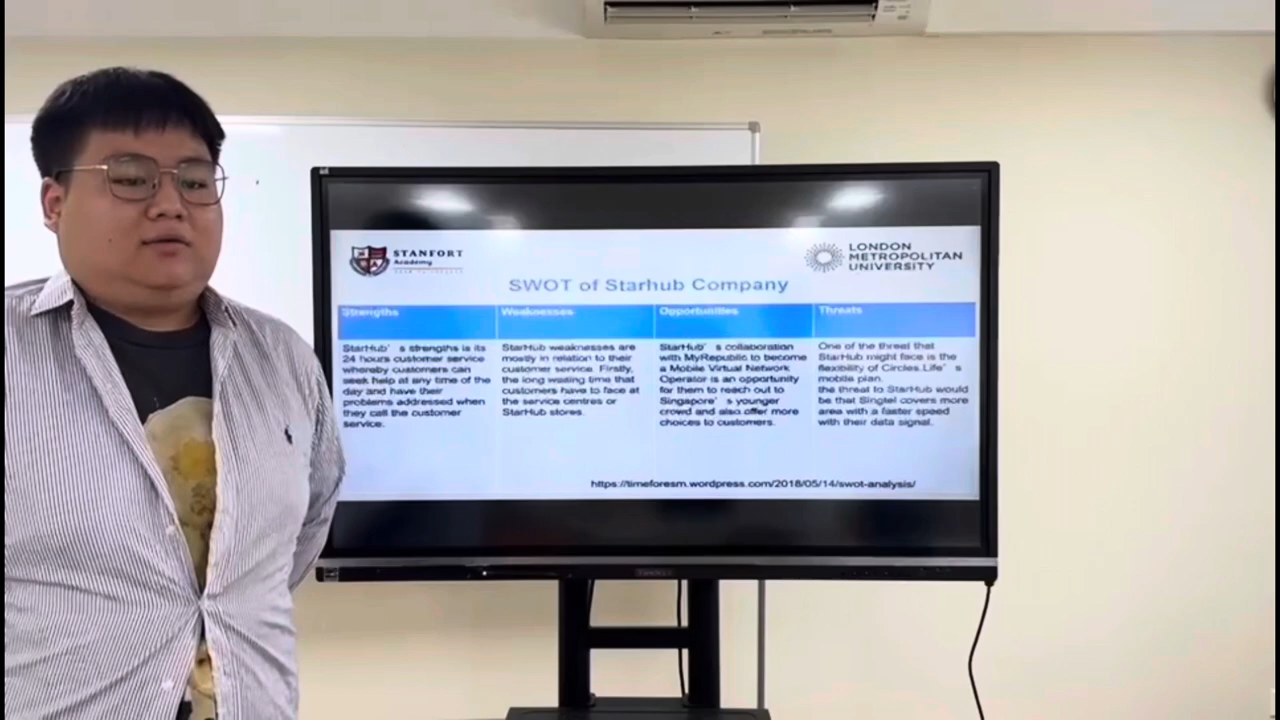 STANFORT
Academy
LONDON
METROPOLITAN
UNIVERSITY
SWOT of Starhub Company
Strengths
StarHub's strengths is its
24 hours customer service
whereby customers can
seek help at any time of the
day and have their
problems addressed when
they call the customer
service.
Weaknesses
StarHub weaknesses are
mostly in relation to their
customer service. Firstly,
the long waiting time that
customers have to face at
the service centres or
StarHub stores.
Opportunities
StarHub's collaboration
with MyRepublic to become
a Mobile Virtual Network
Operator is an opportunity
for them to reach out to
Singapore's younger
crowd and also offer more
choices to customers.
Threats
One of the threat that
StarHub might face is the
flexibility of Circles.Life's
mobile plan.
the threat to StarHub would
be that Singtel covers more
area with a faster speed
with their data signal.
https://timeforesm.wordpress.com/2018/05/14/swot-analysis/